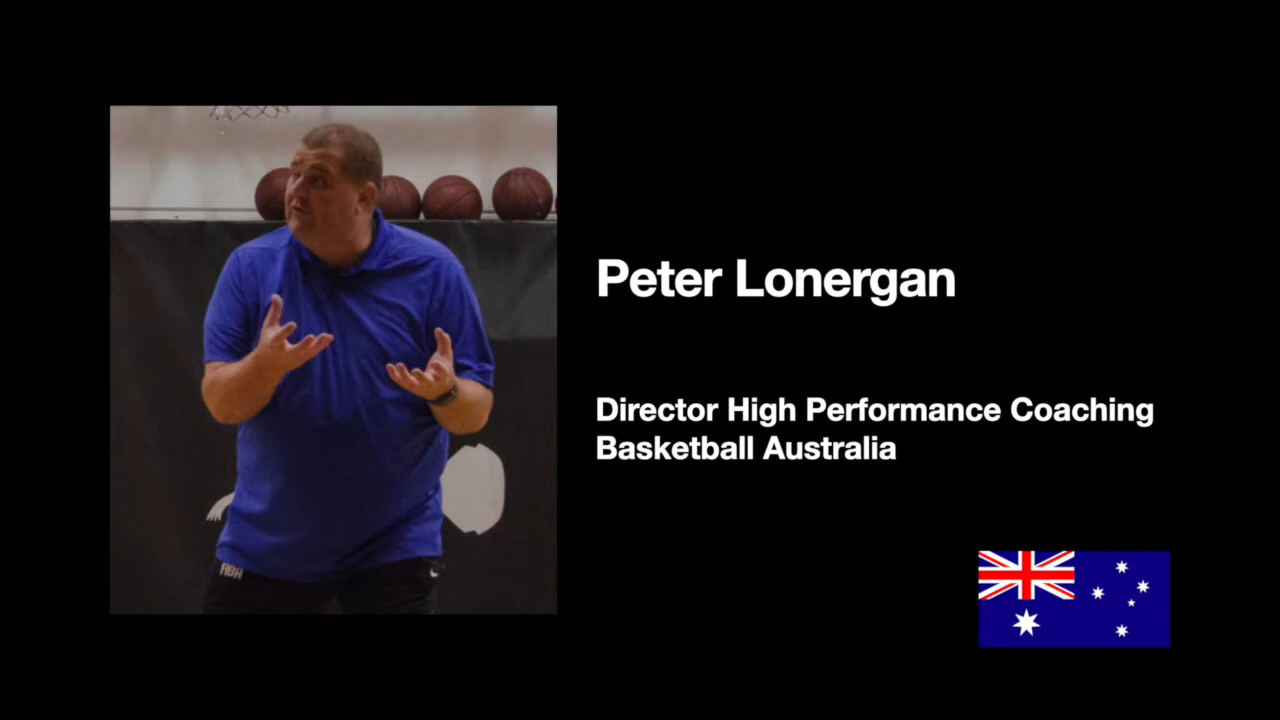 Peter Lonergan
Director High Performance Coaching
Basketball Australia